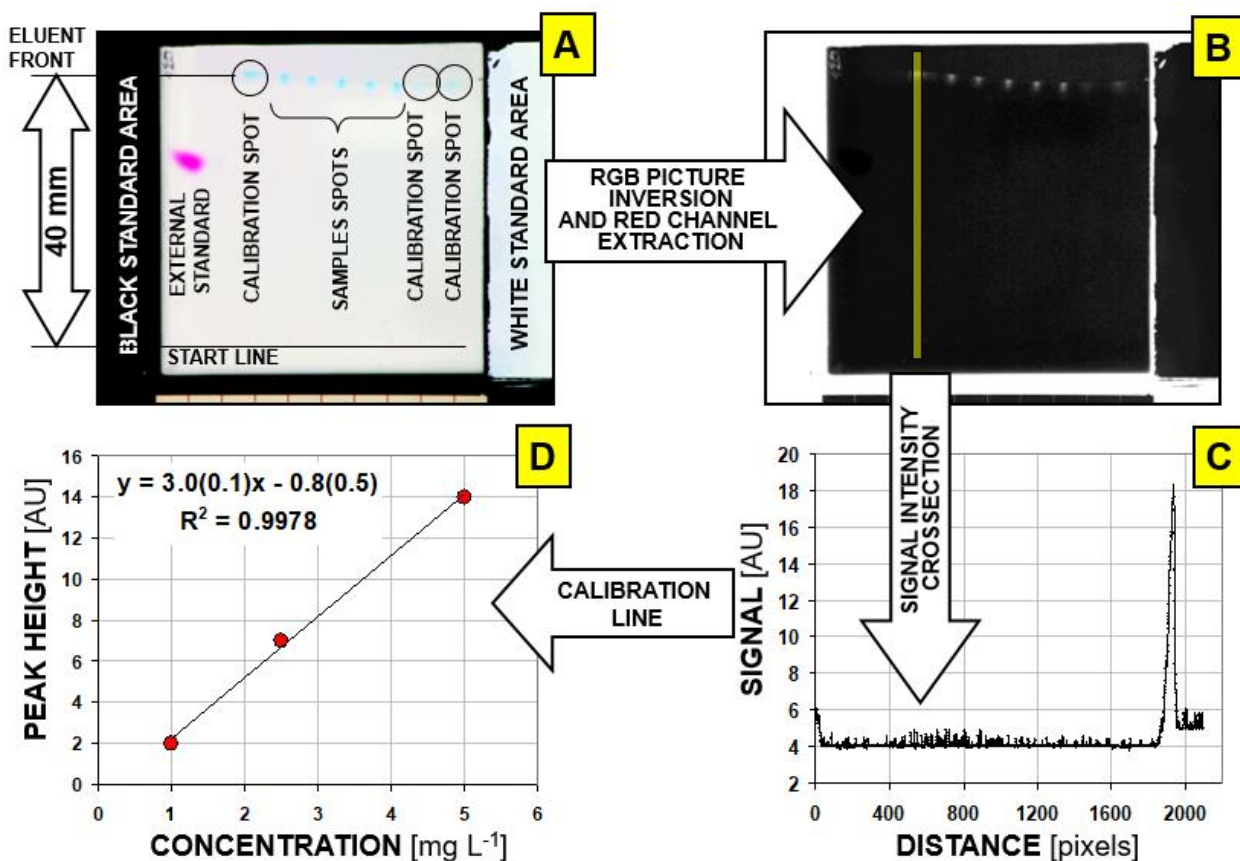 ELUENT
FRONT
A
BLACK STANDARD AREA
40 mm
EXTERNAL
STANDARD
CALIBRATION SPOT
SAMPLES SPOTS
CALIBRATION SPOT
CALIBRATION SPOT
WHITE STANDARD AREA
START LINE
B
RGB PICTURE
INVERSION
AND RED CHANNEL
EXTRACTION
D
y = 3.0(0.1)x - 0.8(0.5)
R² = 0.9978
PEAK HEIGHT [AU]
16
14
12
10
8
6
4
2
0
0 1 2 3 4 5 6
CONCENTRATION [mg L⁻¹]
CALIBRATION
LINE
C
SIGNAL INTENSITY
CROSSECTION
SIGNAL [AU]
20
18
16
14
12
10
8
6
4
2
0 400 800 1200 1600 2000
DISTANCE [pixels]